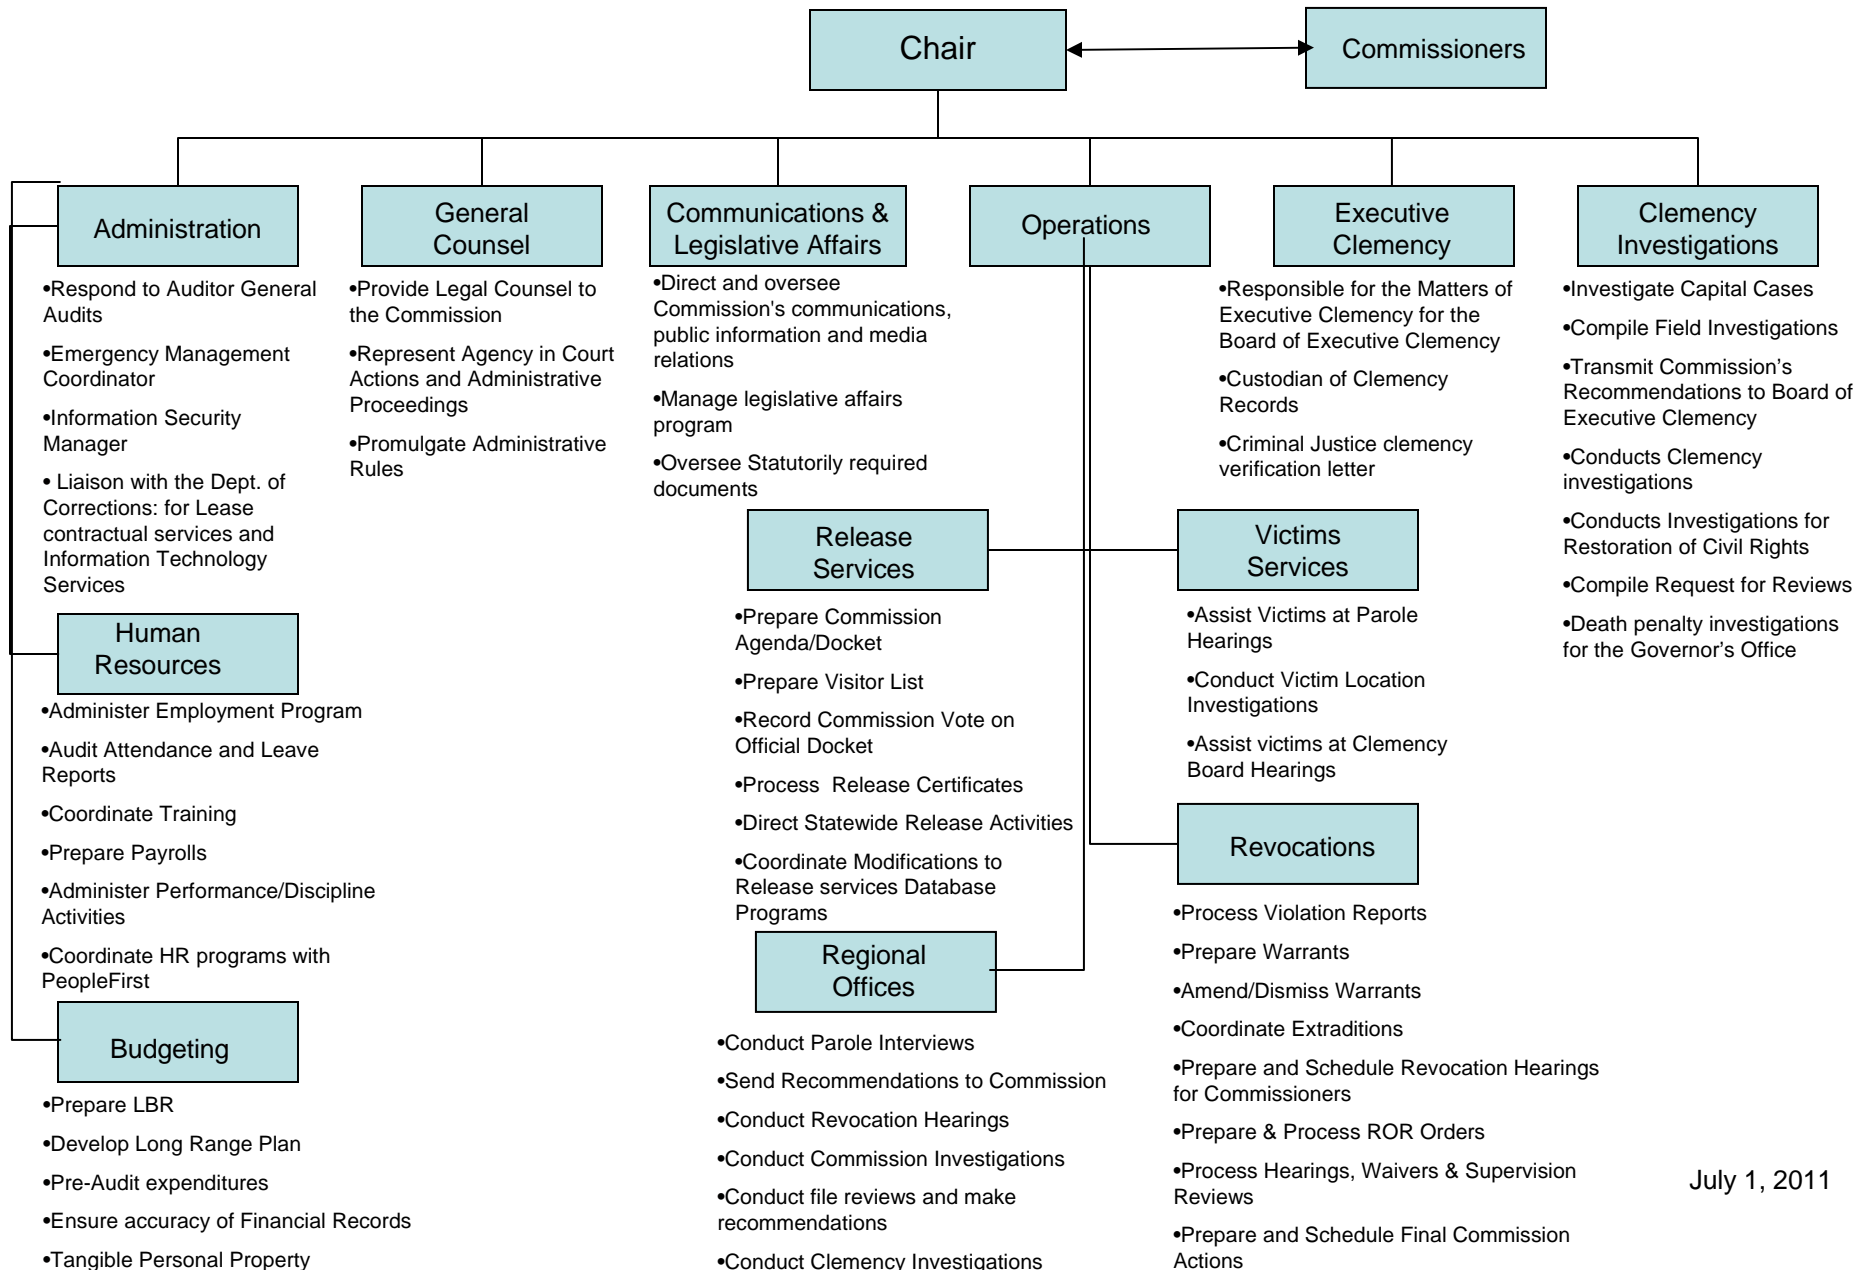 Chair
Commissioners
Administration
•Respond to Auditor General
Audits
•Emergency Management
Coordinator
•Information Security
Manager
• Liaison with the Dept. of
Corrections: for Lease
contractual services and
Information Technology
Services
Human
Resources
•Administer Employment Program
•Audit Attendance and Leave
Reports
•Coordinate Training
•Prepare Payrolls
•Administer Performance/Discipline
Activities
•Coordinate HR programs with
PeopleFirst
Budgeting
•Prepare LBR
•Develop Long Range Plan
•Pre-Audit expenditures
•Ensure accuracy of Financial Records
•Tangible Personal Property
General
Counsel
•Provide Legal Counsel to
the Commission
•Represent Agency in Court
Actions and Administrative
Proceedings
•Promulgate Administrative
Rules
Communications &
Legislative Affairs
•Direct and oversee
Commission's communications,
public information and media
relations
•Manage legislative affairs
program
•Oversee Statutorily required
documents
Operations
Release
Services
•Prepare Commission
Agenda/Docket
•Prepare Visitor List
•Record Commission Vote on
Official Docket
•Process  Release Certificates
•Direct Statewide Release Activities
•Coordinate Modifications to
Release services Database
Programs
Regional
Offices
•Conduct Parole Interviews
•Send Recommendations to Commission
•Conduct Revocation Hearings
•Conduct Commission Investigations
•Conduct file reviews and make
recommendations
•Conduct Clemency Investigations
Victims
Services
•Assist Victims at Parole
Hearings
•Conduct Victim Location
Investigations
•Assist victims at Clemency
Board Hearings
Revocations
•Process Violation Reports
•Prepare Warrants
•Amend/Dismiss Warrants
•Coordinate Extraditions
•Prepare and Schedule Revocation Hearings
for Commissioners
•Prepare & Process ROR Orders
•Process Hearings, Waivers & Supervision
Reviews
•Prepare and Schedule Final Commission
Actions
Executive
Clemency
•Responsible for the Matters of
Executive Clemency for the
Board of Executive Clemency
•Custodian of Clemency
Records
•Criminal Justice clemency
verification letter
Clemency
Investigations
•Investigate Capital Cases
•Compile Field Investigations
•Transmit Commission’s
Recommendations to Board of
Executive Clemency
•Conducts Clemency
investigations
•Conducts Investigations for
Restoration of Civil Rights
•Compile Request for Reviews
•Death penalty investigations
for the Governor’s Office
July 1, 2011